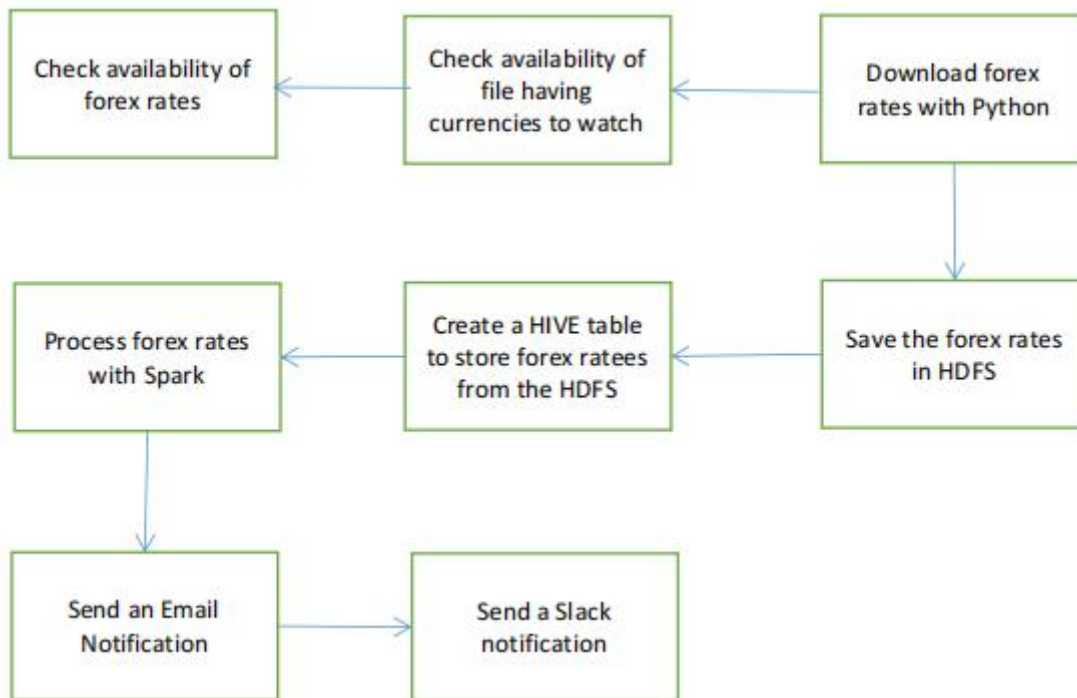 Check availability of
forex rates
Check availability of
file having
currencies to watch
Download forex
rates with Python
Process forex rates
with Spark
Create a HIVE table
to store forex ratees
from the HDFS
Save the forex rates
in HDFS
Send an Email
Notification
Send a Slack
notification